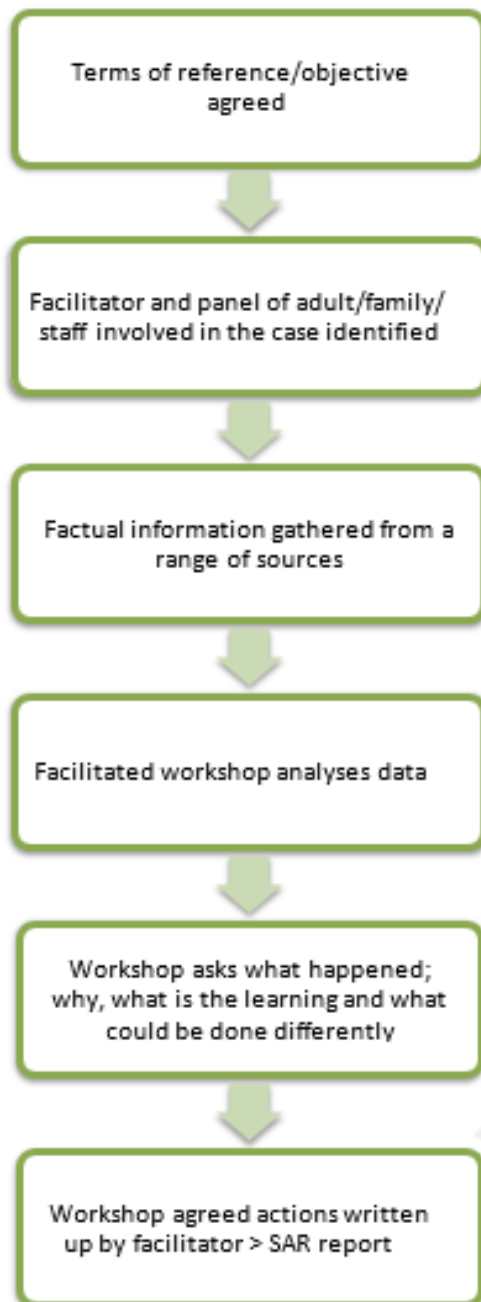 Terms of reference/objective
agreed
Facilitator and panel of adult/family/
staff involved in the case identified
Factual information gathered from a
range of sources
Facilitated workshop analyses data
Workshop asks what happened;
why, what is the learning and what
could be done differently
Workshop agreed actions written
up by facilitator > SAR report